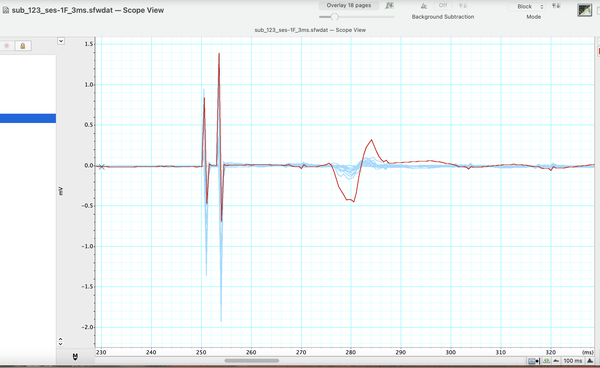 sub_123_ses-1F_3ms.sfwdat — Scope View
Overlay 18 pages
Off
Block
Background Subtraction
Mode
sub_123_ses-1F_3ms.sfwdat — Scope View
1.5
1.0
0.5
0.0
-0.5
-1.0
-1.5
-2.0
mV
230
240
250
260
270
280
290
300
310
320
(ms)
100 ms